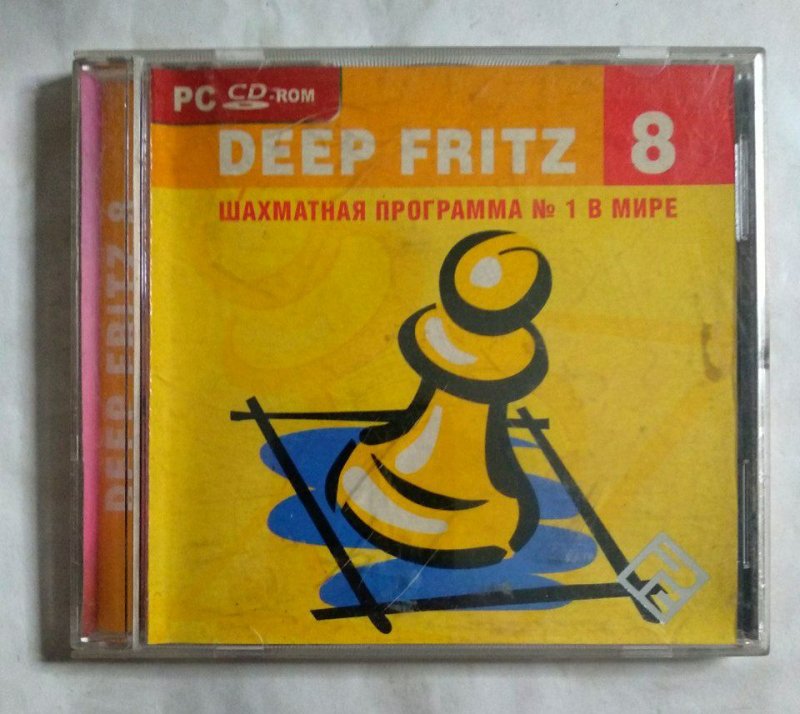 PC CD-ROM
DEEP FRITZ 8
ШАХМАТНАЯ ПРОГРАММА № 1 В МИРЕ
DEEP FRITZ 8